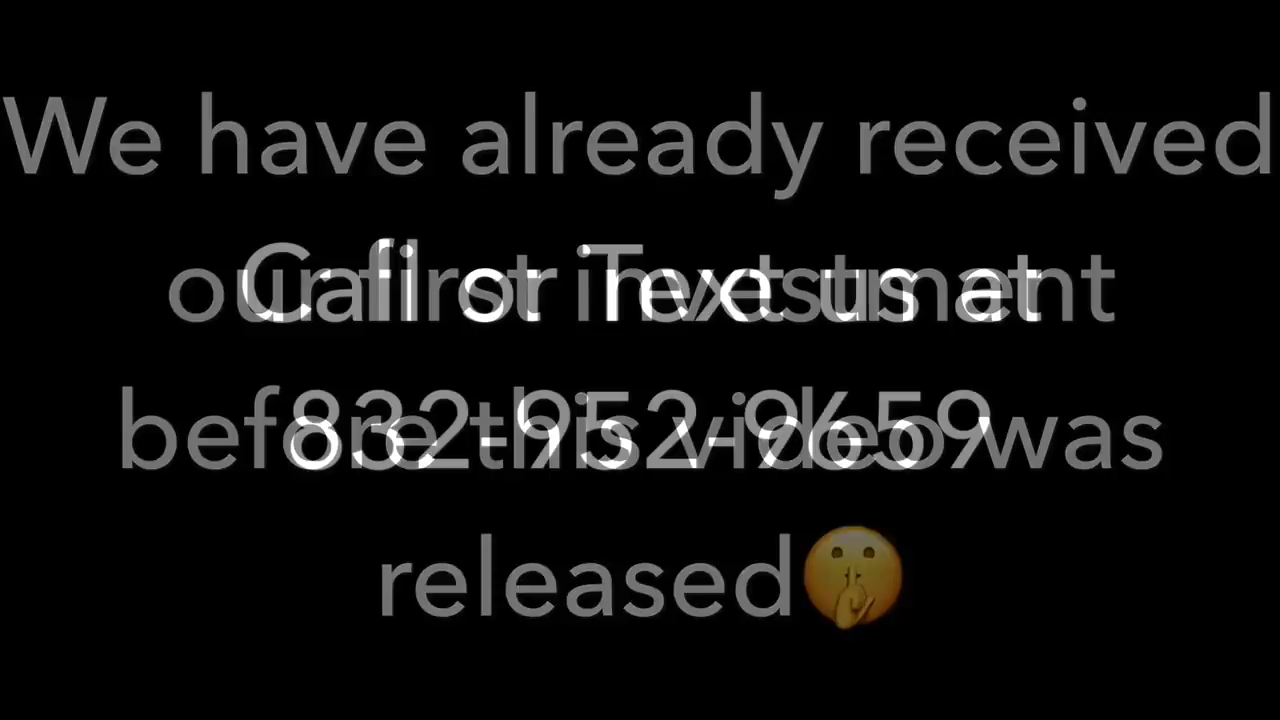 We have already received
our first investment
before this video was
released🤫
Call or Text us at
832-952-9659